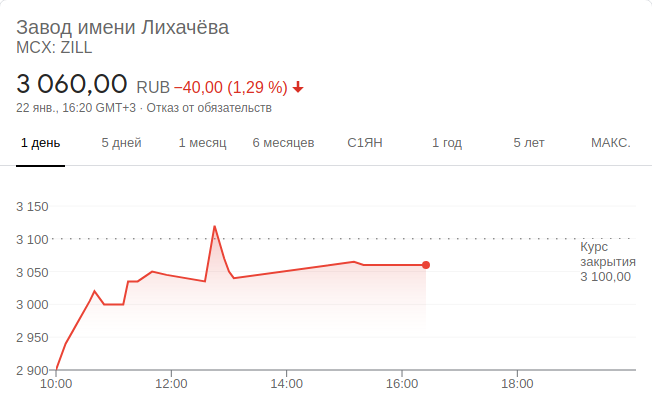 Завод имени Лихачёва
MCX: ZILL
3 060,00 RUB −40,00 (1,29 %)
22 янв., 16:20 GMT+3 · Отказ от обязательств
1 день 5 дней 1 месяц 6 месяцев С1ЯН 1 год 5 лет МАКС.
3 150
3 100
Курс
закрытия
3 100,00
3 050
3 000
2 950
2 900
10:00 12:00 14:00 16:00 18:00